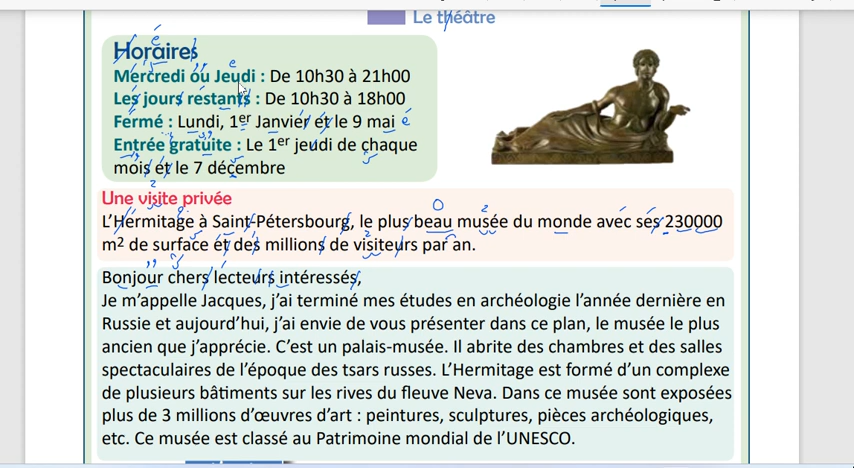 Le théâtre
Horaires
Mercredi ou Jeudi : De 10h30 à 21h00
Les jours restants : De 10h30 à 18h00
Fermé : Lundi, 1er Janvier et le 9 mai
Entrée gratuite : Le 1er jeudi de chaque
mois et le 7 décembre
Une visite privée
L'Hermitage à Saint-Pétersbourg, le plus beau musée du monde avec ses 230000
m2 de surface et des millions de visiteurs par an.
Bonjour chers lecteurs intéressés,
Je m'appelle Jacques, j'ai terminé mes études en archéologie l'année dernière en
Russie et aujourd'hui, j'ai envie de vous présenter dans ce plan, le musée le plus
ancien que j'apprécie. C'est un palais-musée. Il abrite des chambres et des salles
spectaculaires de l'époque des tsars russes. L'Hermitage est formé d'un complexe
de plusieurs bâtiments sur les rives du fleuve Neva. Dans ce musée sont exposées
plus de 3 millions d'œuvres d'art : peintures, sculptures, pièces archéologiques,
etc. Ce musée est classé au Patrimoine mondial de l'UNESCO.